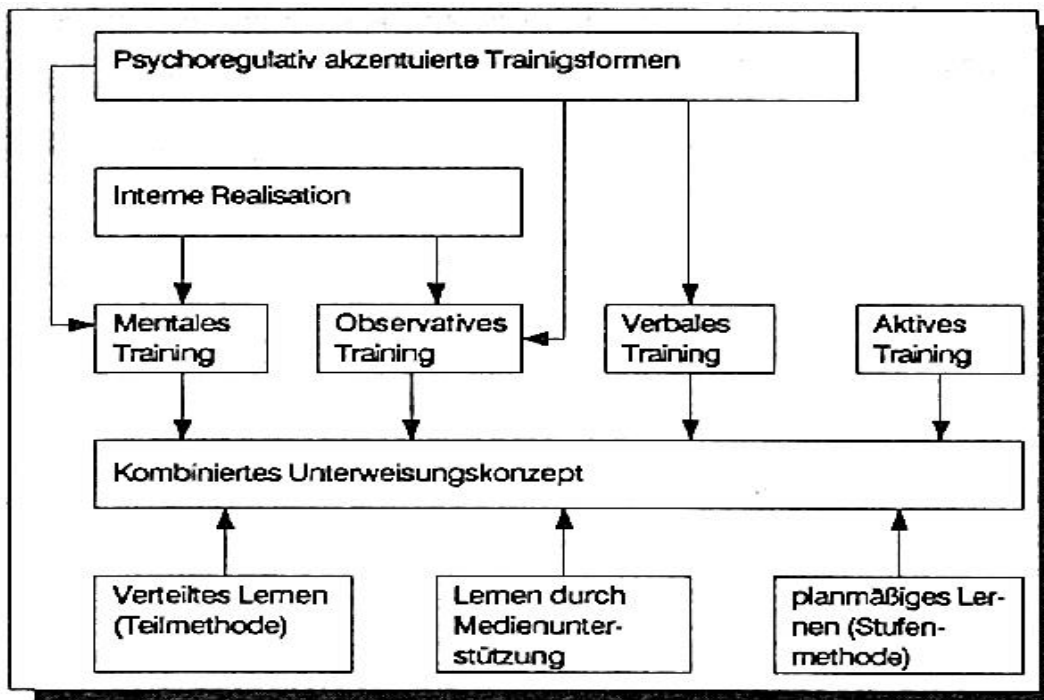 Psychoregulativ akzentuierte Trainigsformen
Interne Realisation
Mentales
Training
Observatives
Training
Verbales
Training
Aktives
Training
Kombiniertes Unterweisungskonzept
Verteiltes Lernen
(Teilmethode)
Lernen durch
Medienunter-
stützung
planmäßiges Ler-
nen (Stufen-
methode)